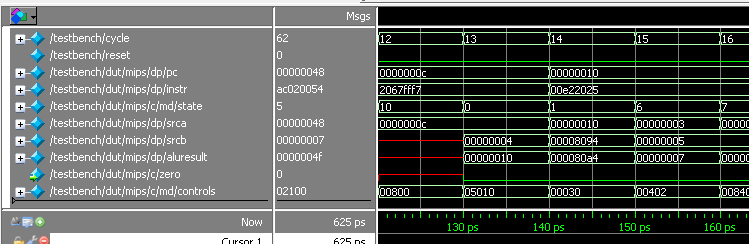 Msgs
/testbench/cycle 62 12 13 14 15 16
/testbench/reset 0
/testbench/dut/mips/dp/pc 00000048 0000000c 00000010
/testbench/dut/mips/dp/instr ac020054 2067fff7 00e22025
/testbench/dut/mips/c/md/state 5 10 0 1 6 7
/testbench/dut/mips/dp/srca 00000048 0000000c 00000010 00000003 00000
/testbench/dut/mips/dp/srcb 00000007 00000004 00008094 00000005
/testbench/dut/mips/dp/aluresult 0000004f 00000010 000080a4 00000007 00000
/testbench/dut/mips/c/zero 0
/testbench/dut/mips/c/md/controls 02100 00800 05010 00030 00402 00840
Now 625 ps 130 ps 140 ps 150 ps 160 ps
Cursor 1 625 ps